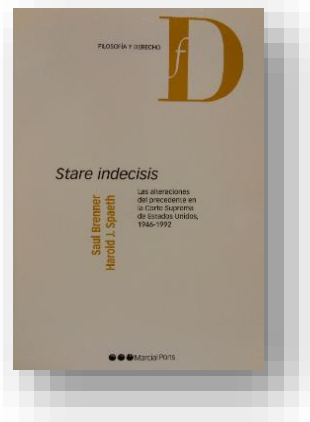 FILOSOFÍA Y DERECHO
fD
Stare indecisis
Saul Brenner
Harold J. Spaeth
Las alteraciones
del precedente en
la Corte Suprema
de Estados Unidos,
1946-1992
Marcial Pons